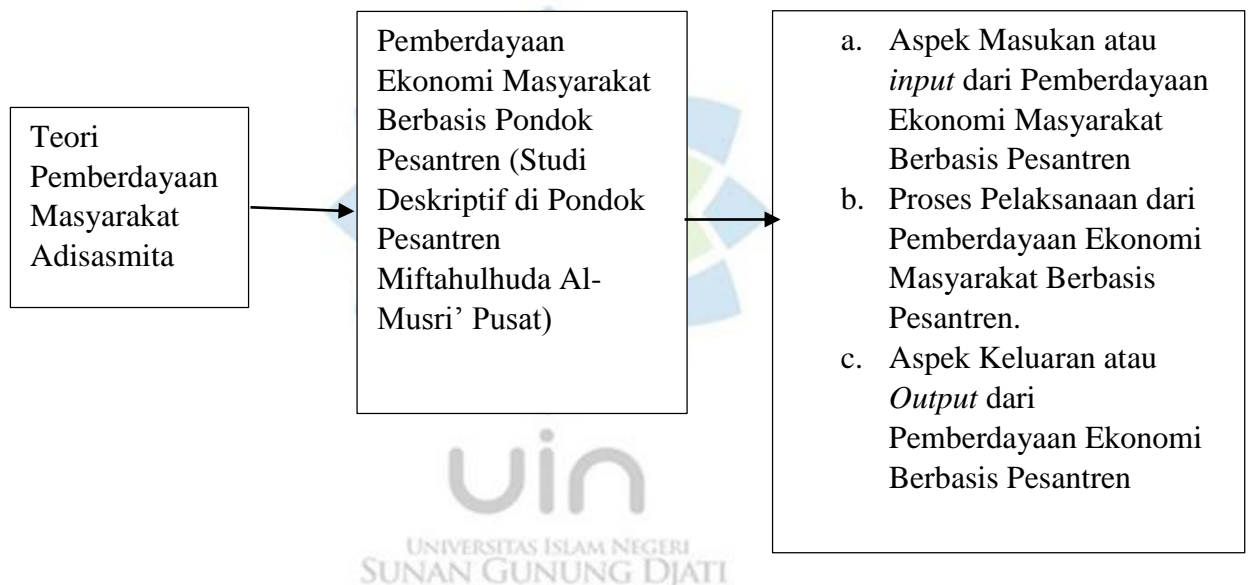 Teori
Pemberdayaan
Masyarakat
Adisasmita
Pemberdayaan
Ekonomi Masyarakat
Berbasis Pondok
Pesantren (Studi
Deskriptif di Pondok
Pesantren
Miftahulhuda Al-
Musri’ Pusat)
a. Aspek Masukan atau
input dari Pemberdayaan
Ekonomi Masyarakat
Berbasis Pesantren
b. Proses Pelaksanaan dari
Pemberdayaan Ekonomi
Masyarakat Berbasis
Pesantren.
c. Aspek Keluaran atau
Output dari
Pemberdayaan Ekonomi
Berbasis Pesantren
uin
UNIVERSITAS ISLAM NEGERI
SUNAN GUNUNG DJATI